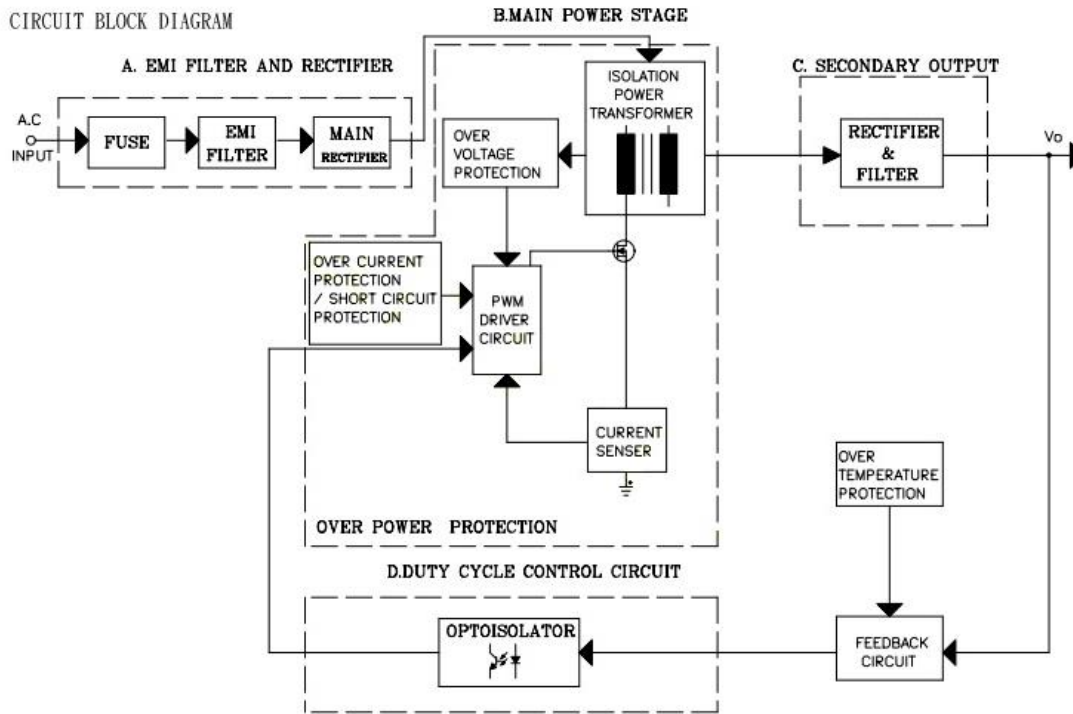 CIRCUIT BLOCK DIAGRAM
B.MAIN POWER STAGE
A. EMI FILTER AND RECTIFIER
C. SECONDARY OUTPUT
A.C
INPUT
FUSE
EMI
FILTER
MAIN
RECTIFIER
OVER
VOLTAGE
PROTECTION
ISOLATION
POWER
TRANSFORMER
RECTIFIER
&
FILTER
Vo
OVER CURRENT
PROTECTION
/ SHORT CIRCUIT
PROTECTION
PWM
DRIVER
CIRCUIT
CURRENT
SENSER
OVER
TEMPERATURE
PROTECTION
OVER POWER PROTECTION
D.DUTY CYCLE CONTROL CIRCUIT
OPTOISOLATOR
FEEDBACK
CIRCUIT